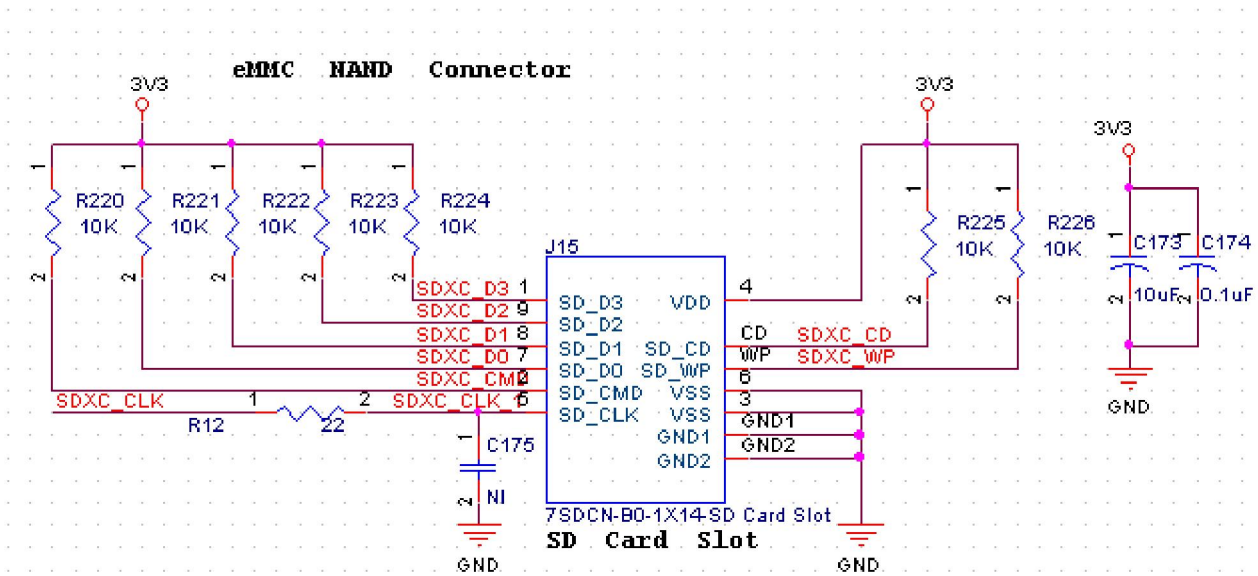 eMMC NAND Connector
3V3
3V3
3V3
1
1
1
1
1
1
1
R220
10K
R221
10K
R222
10K
R223
10K
R224
10K
R225
10K
R226
10K
1
C173
1
C174
2
10uF
2
0.1uF
2
2
2
2
2
2
2
GND
J15
SDXC_D3 1
SD_D3
VDD
4
SDXC_D2 9
SD_D2
SDXC_D1 8
SD_D1
SD_CD
CD
SDXC_CD
SDXC_D0 7
SD_D0
SD_WP
WP
SDXC_WP
SDXC_CMD
SD_CMD
VSS
6
SDXC_CLK
1
R12
22
2
SDXC_CLK_1
5
SD_CLK
VSS
3
GND1
GND1
GND2
GND2
1
C175
2
NI
GND
7SDCN-B0-1X14-SD Card Slot
SD Card Slot
GND